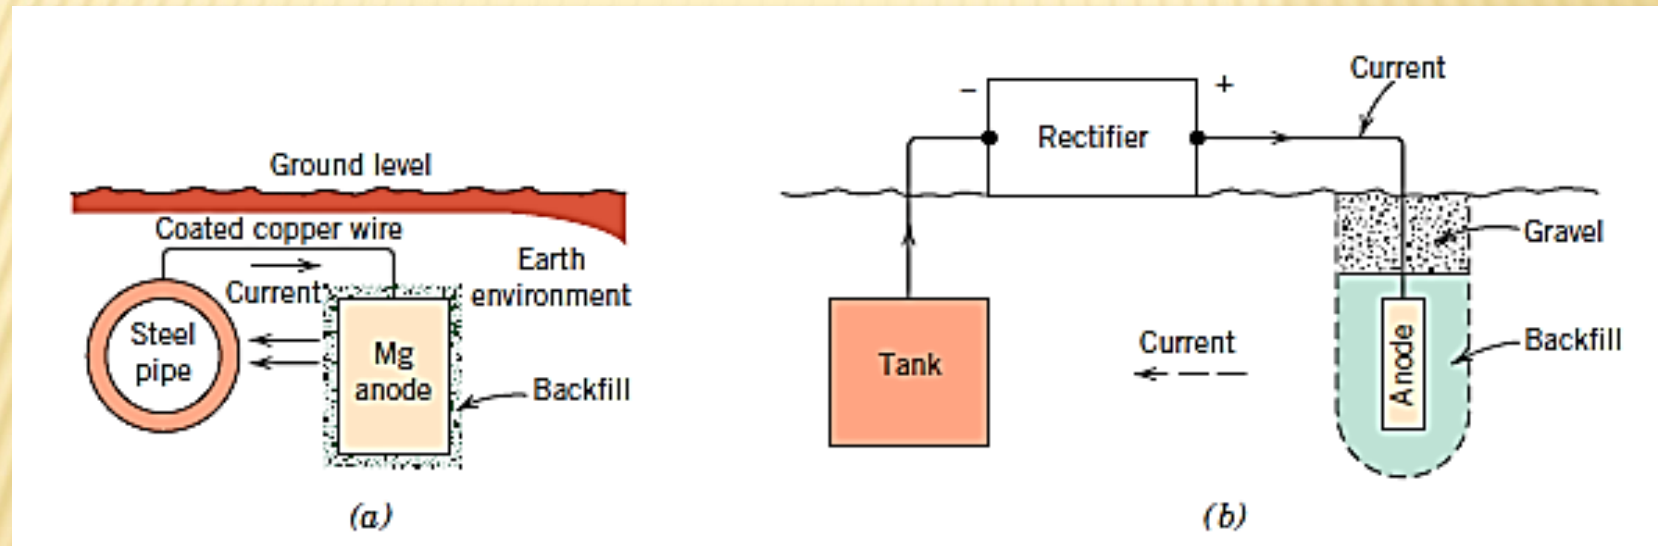 Ground level
Coated copper wire
Current
Earth
environment
Steel
pipe
Mg
anode
Backfill
(a)
−
+
Current
Rectifier
Gravel
Tank
Current
Anode
Backfill
(b)